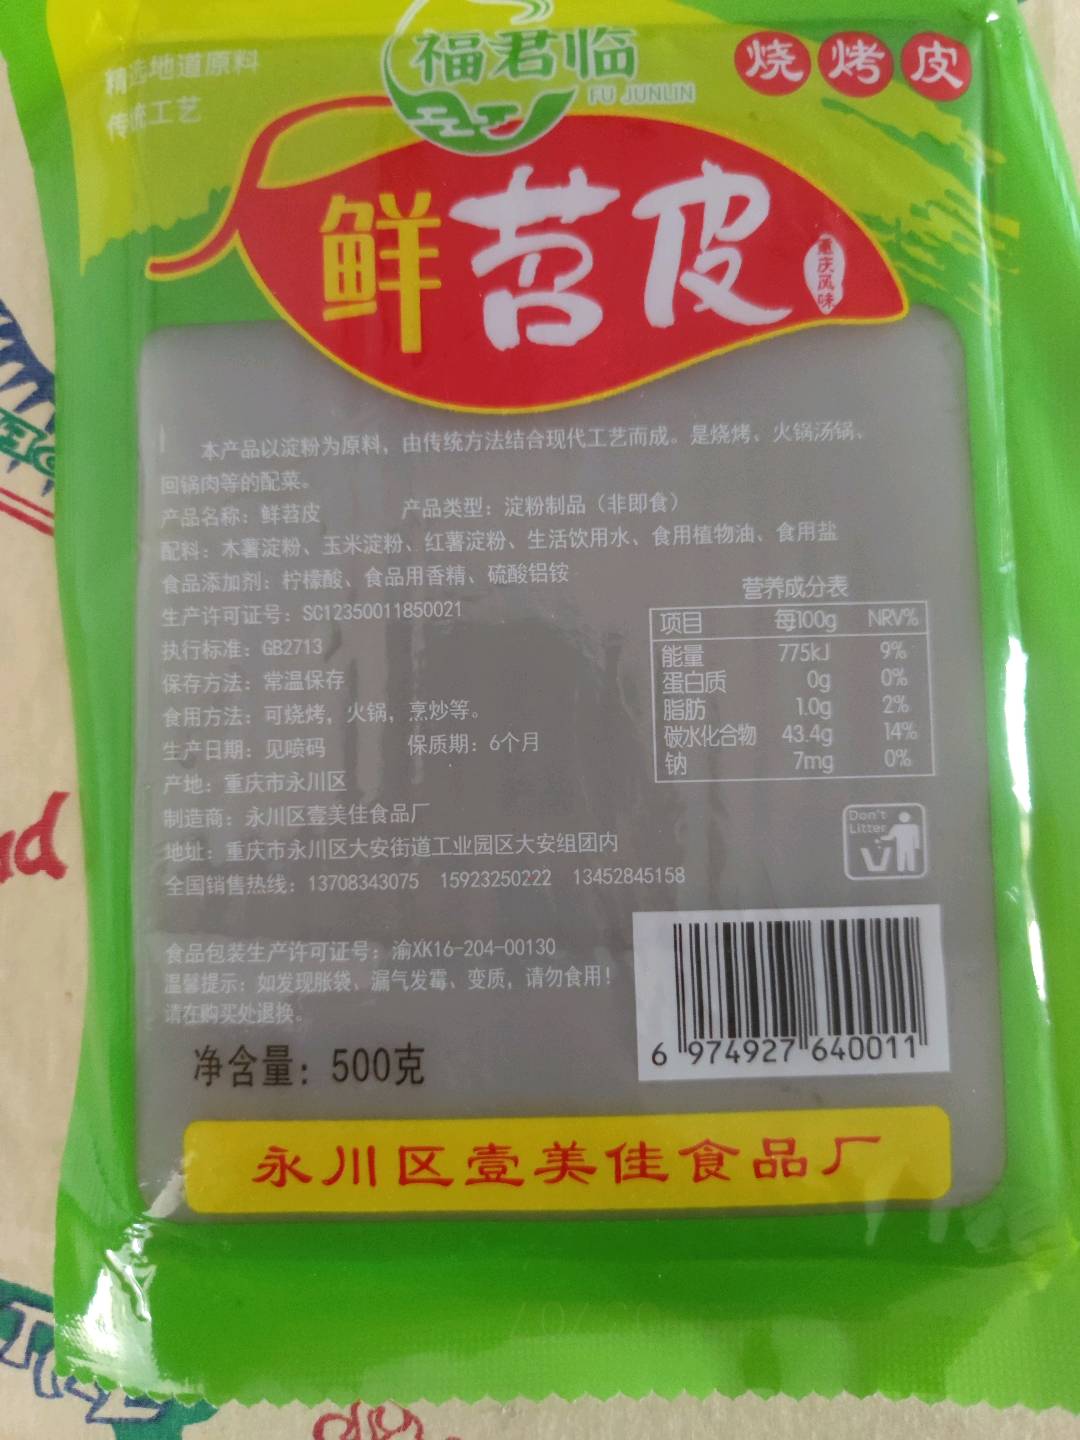 精选地道原料
传统工艺
福君临
FU JUNLIN
烧烤皮
鲜苕皮
重庆风味
本产品以淀粉为原料，由传统方法结合现代工艺而成。是烧烤、火锅汤锅、
回锅肉等的配菜。
产品名称：鲜苕皮 产品类型：淀粉制品（非即食）
配料：木薯淀粉、玉米淀粉、红薯淀粉、生活饮用水、食用植物油、食用盐
食品添加剂：柠檬酸、食品用香精、硫酸铝铵
生产许可证号：SC12350011850021
执行标准：GB2713
保存方法：常温保存
食用方法：可烧烤，火锅，烹炒等。
生产日期：见喷码 保质期：6个月
产地：重庆市永川区
制造商：永川区壹美佳食品厂
地址：重庆市永川区大安街道工业园区大安组团内
全国销售热线：13708343075 15923250222 13452845158
营养成分表
项目 每100g NRV%
能量 775kJ 9%
蛋白质 0g 0%
脂肪 1.0g 2%
碳水化合物 43.4g 14%
钠 7mg 0%
Don't
Litter
食品包装生产许可证号：渝XK16-204-00130
温馨提示：如发现胀袋、漏气发霉、变质，请勿食用！
请在购买处退换。
净含量：500克
6 974927 640011
永川区壹美佳食品厂